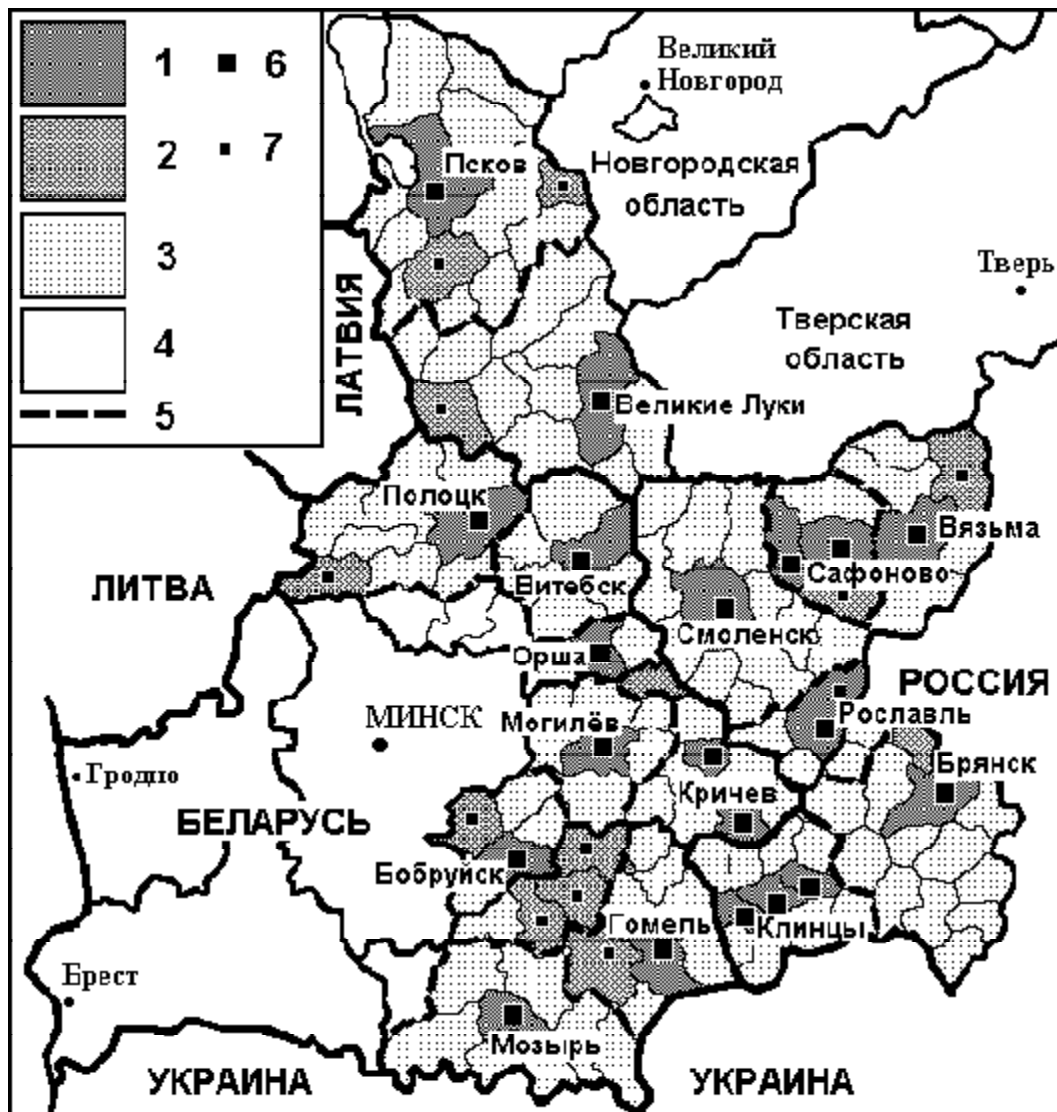 1 6
2 7
3
4
5
Великий
Новгород
Псков
Новгородская
область
Тверь
ЛАТВИЯ
Тверская
область
Великие Луки
Полоцк
Вязьма
Сафоново
ЛИТВА
Витебск
Смоленск
Орша
РОССИЯ
МИНСК
Могилёв
Рославль
Гродно
Кричев
Брянск
БЕЛАРУСЬ
Бобруйск
Гомель
Клинцы
Брест
Мозырь
УКРАИНА
УКРАИНА